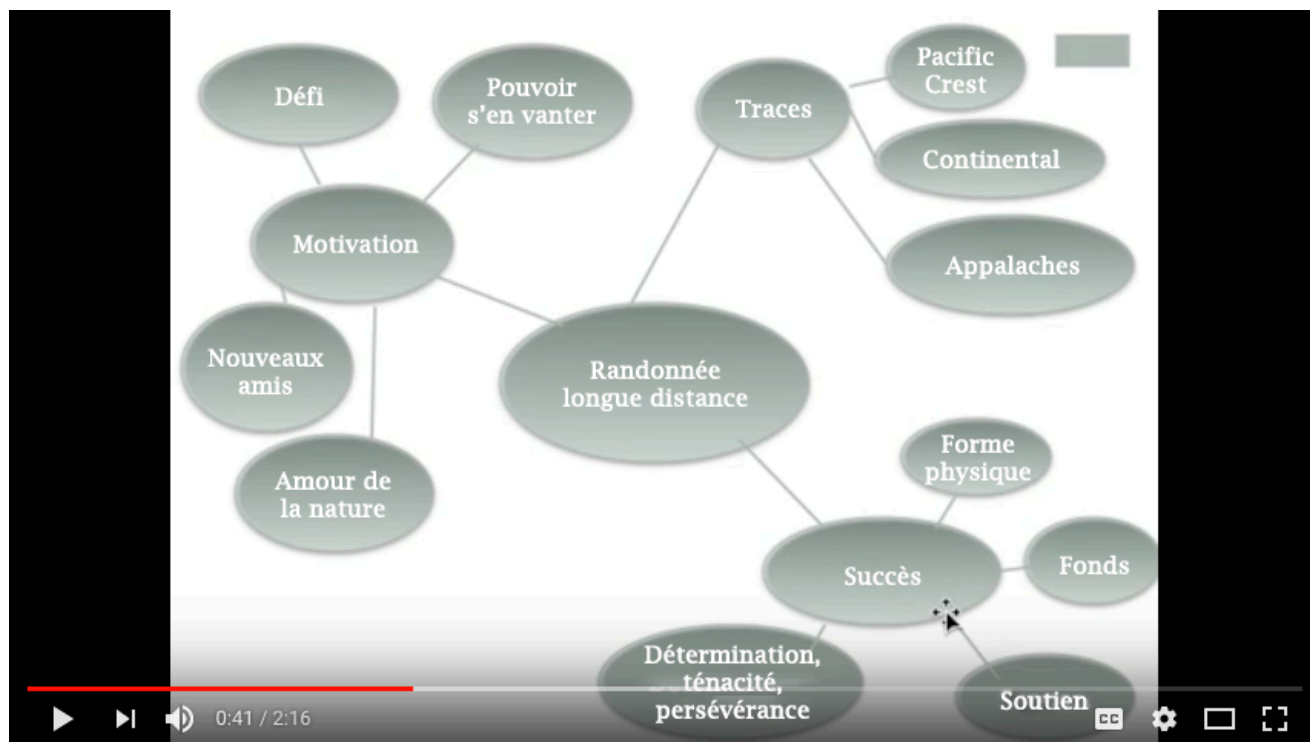 Défi
Pouvoir
s'en vanter
Motivation
Nouveaux
amis
Amour de
la nature
Traces
Pacific
Crest
Continental
Appalaches
Randonnée
longue distance
Forme
physique
Succès
Fonds
Détermination,
ténacité,
persévérance
Soutien
0:41 / 2:16
CC